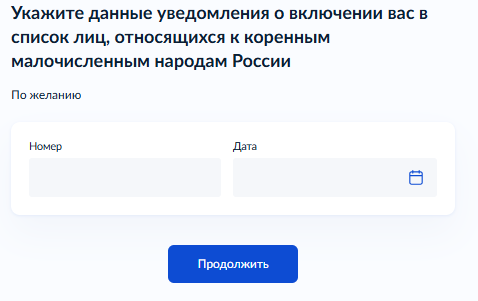 Укажите данные уведомления о включении вас в
список лиц, относящихся к коренным
малочисленным народам России
По желанию
Номер
Дата
Продолжить